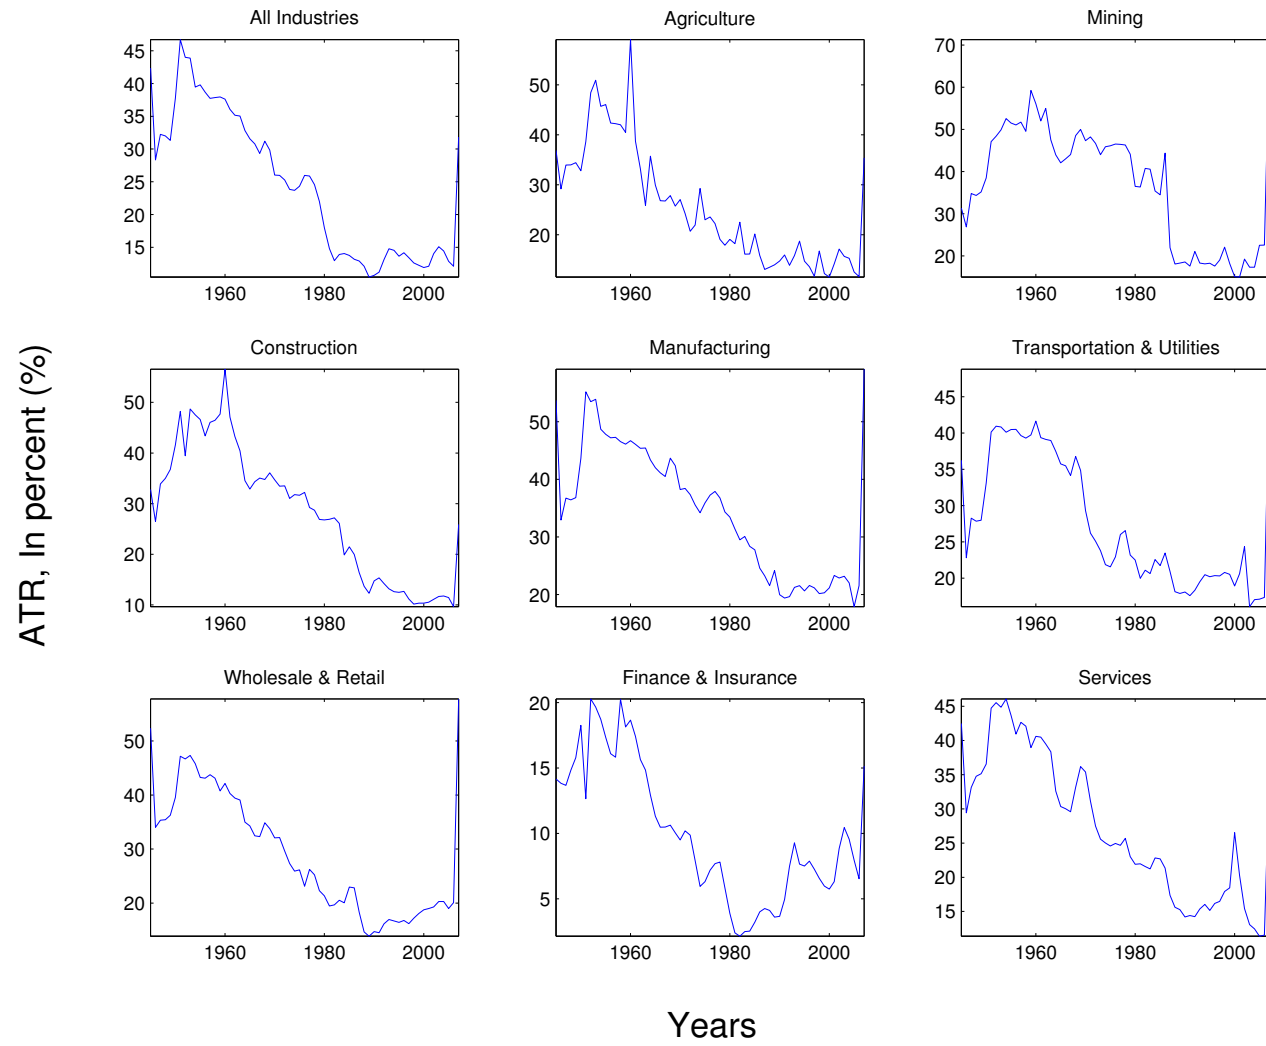 All Industries
45
40
35
30
25
20
15
1960 1980 2000
Agriculture
50
40
30
20
1960 1980 2000
Mining
70
60
50
40
30
20
1960 1980 2000
ATR, In percent (%)
Construction
50
40
30
20
10
1960 1980 2000
Manufacturing
50
40
30
20
1960 1980 2000
Transportation & Utilities
45
40
35
30
25
20
1960 1980 2000
Wholesale & Retail
50
40
30
20
1960 1980 2000
Finance & Insurance
20
15
10
5
1960 1980 2000
Services
45
40
35
30
25
20
15
1960 1980 2000
Years